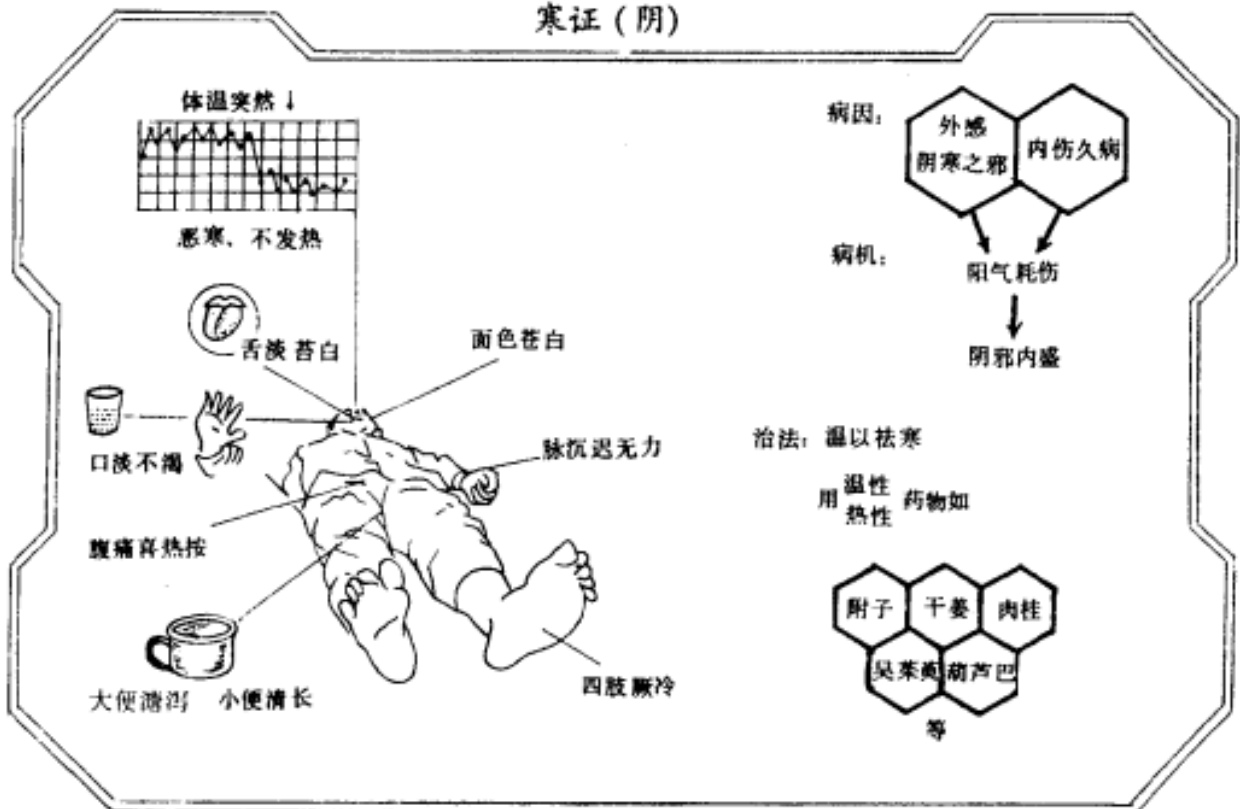 寒证（阴）
体温突然↓
恶寒、不发热
舌淡苔白
面色苍白
口淡不渴
脉沉迟无力
腹痛喜热按
大便溏泻 小便清长
四肢厥冷
病因：
外感
阴寒之邪
内伤久病
病机：
阳气耗伤
阴邪内盛
治法：温以祛寒
用温性
热性
药物如
附子
干姜
肉桂
吴茱萸
葫芦巴
等